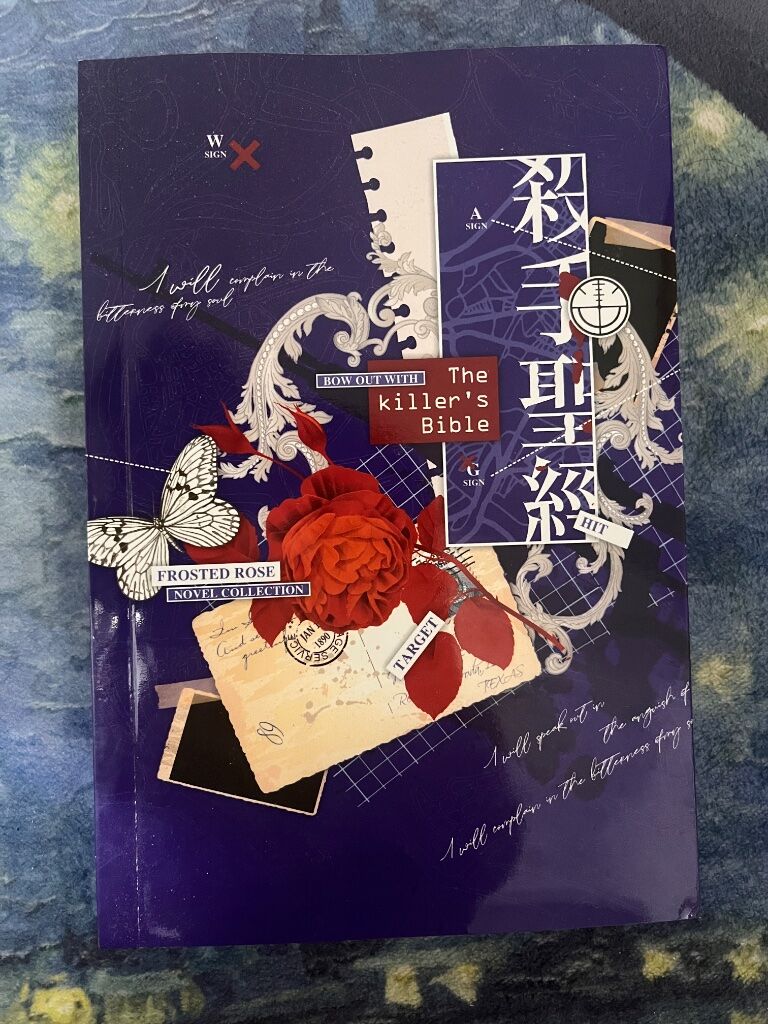 W
SIGN
A
SIGN
殺手聖經
I will complain in the
bitterness of my soul
BOW OUT WITH
The
killer's
Bible
G
SIGN
HIT
FROSTED ROSE
NOVEL COLLECTION
JAN
1890
TARGET
TEXAS
I will speak out in
the anguish of
I will complain in the bitterness of my